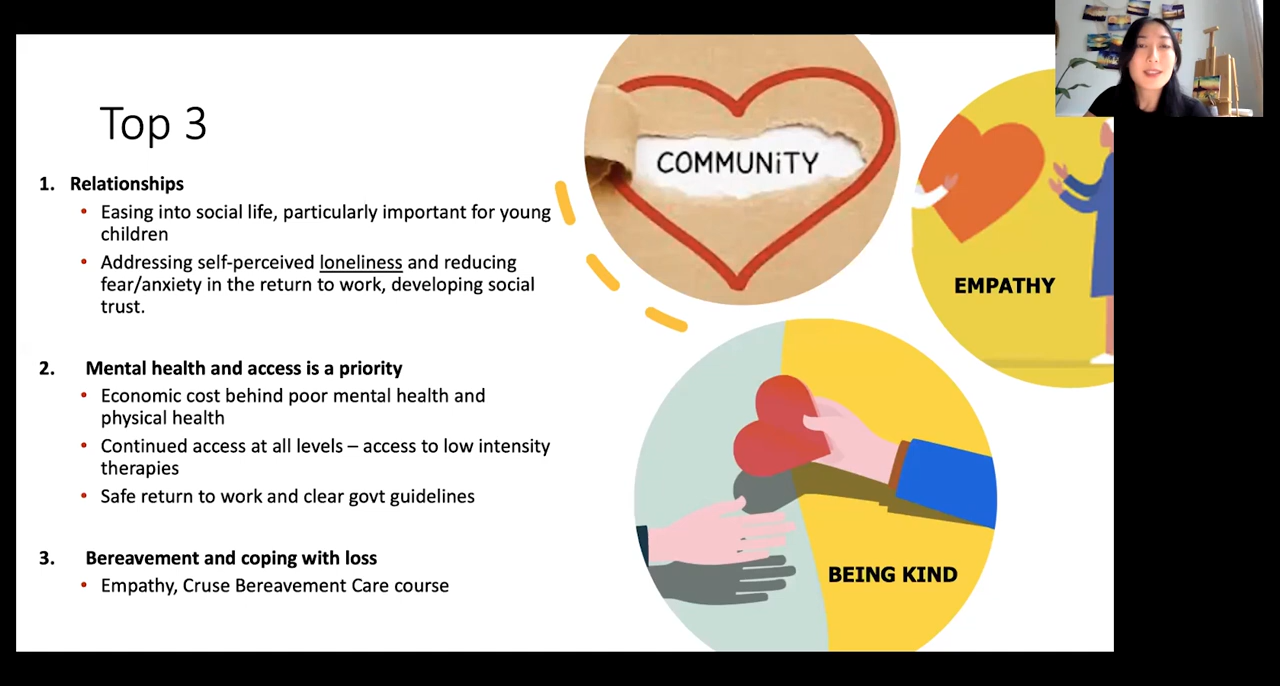 Top 3
1. Relationships
• Easing into social life, particularly important for young
children
• Addressing self-perceived loneliness and reducing
fear/anxiety in the return to work, developing social
trust.
2. Mental health and access is a priority
• Economic cost behind poor mental health and
physical health
• Continued access at all levels – access to low intensity
therapies
• Safe return to work and clear govt guidelines
3. Bereavement and coping with loss
• Empathy, Cruse Bereavement Care course
COMMUNiTY
EMPATHY
BEING KIND